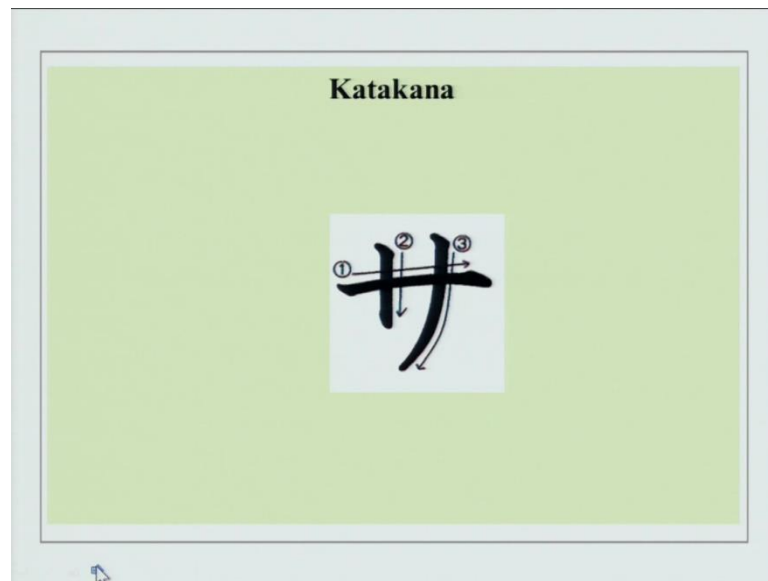 Katakana
① ② ③
サ